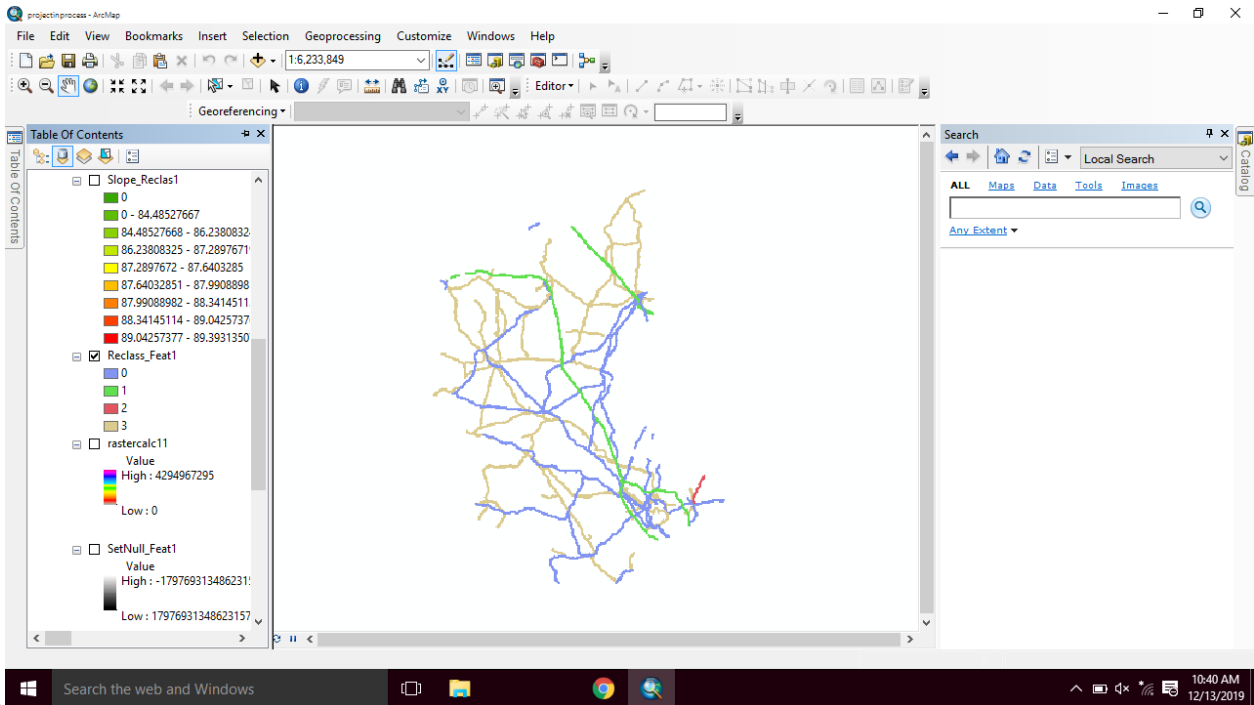 projectinprocess - ArcMap
File Edit View Bookmarks Insert Selection Geoprocessing Customize Windows Help
1:6,233,849
Editor
Georeferencing
Table Of Contents
Table Of Contents
Slope_Reclas1
0
0 - 84.48527667
84.48527668 - 86.2380832
86.23808325 - 87.2897671
87.2897672 - 87.6403285
87.64032851 - 87.9908898
87.99088982 - 88.3414511
88.34145114 - 89.0425737
89.04257377 - 89.3931350
Reclass_Feat1
0
1
2
3
rastercalc11
Value
High : 4294967295
Low : 0
SetNull_Feat1
Value
High : -179769313486231
Low : 17976931348623157
Search
Local Search
ALL Maps Data Tools Images
Any Extent
Catalog
Search the web and Windows
10:40 AM
12/13/2019